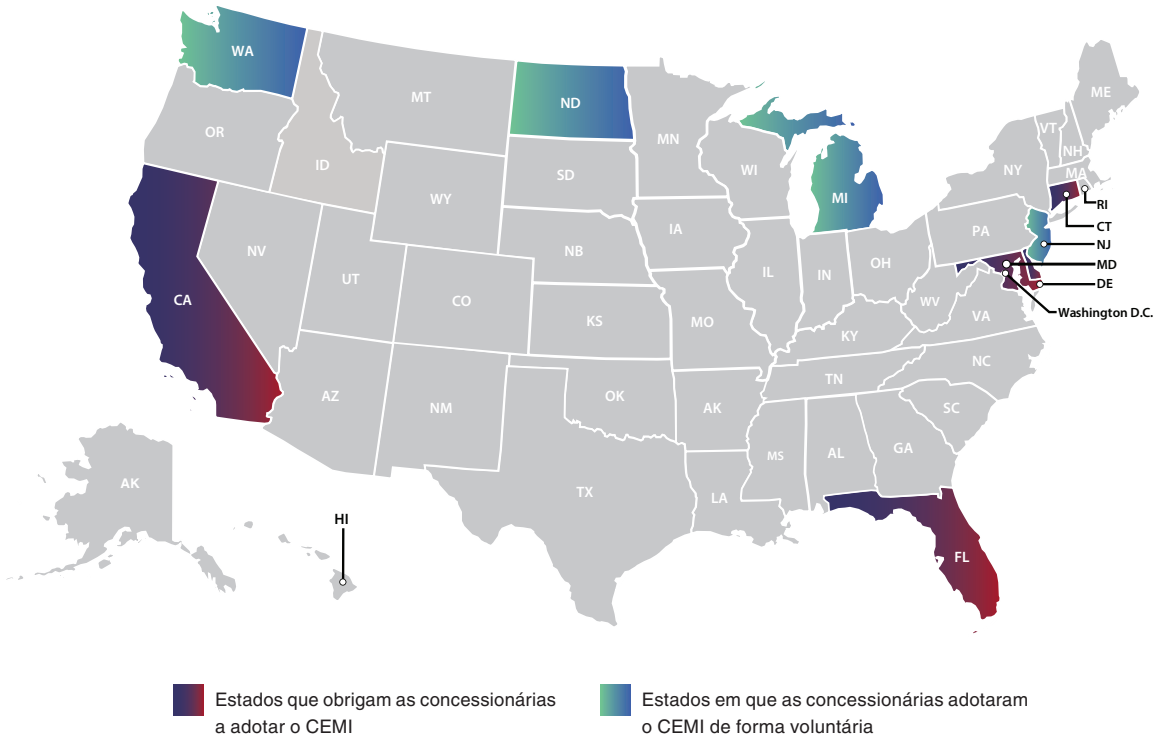 WA
MT
ND
MN
ME
OR
ID
SD
WI
MI
VT
NH
NY
MA
RI
CT
NJ
MD
DE
Washington D.C.
WY
NV
UT
CO
NB
IA
IL
IN
OH
PA
CA
KS
MO
KY
WV
VA
AZ
NM
OK
AK
TN
NC
SC
MS
AL
GA
TX
LA
FL
AK
HI
Estados que obrigam as concessionárias
a adotar o CEMI
Estados em que as concessionárias adotaram
o CEMI de forma voluntária